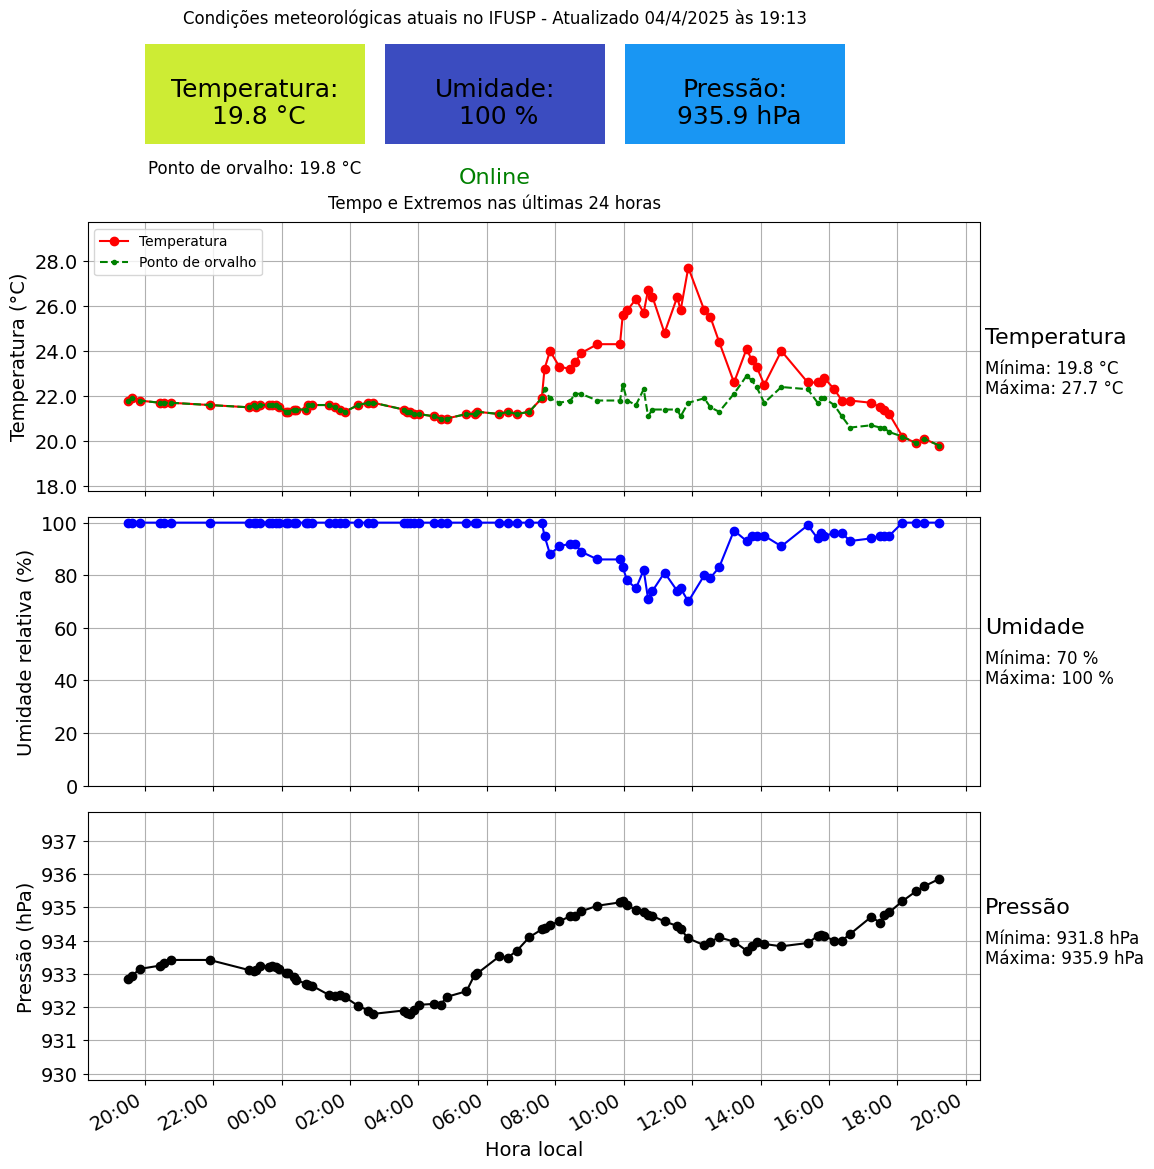 Condições meteorológicas atuais no IFUSP - Atualizado 04/4/2025 às 19:13
Temperatura:
19.8 °C
Umidade:
100 %
Pressão:
935.9 hPa
Ponto de orvalho: 19.8 °C
Online
Tempo e Extremos nas últimas 24 horas
Temperatura (°C)
28.0
26.0
24.0
22.0
20.0
18.0
Temperatura
Ponto de orvalho
Temperatura
Mínima: 19.8 °C
Máxima: 27.7 °C
Umidade relativa (%)
100
80
60
40
20
0
Umidade
Mínima: 70 %
Máxima: 100 %
Pressão (hPa)
937
936
935
934
933
932
931
930
Pressão
Mínima: 931.8 hPa
Máxima: 935.9 hPa
20:00 22:00 00:00 02:00 04:00 06:00 08:00 10:00 12:00 14:00 16:00 18:00 20:00
Hora local